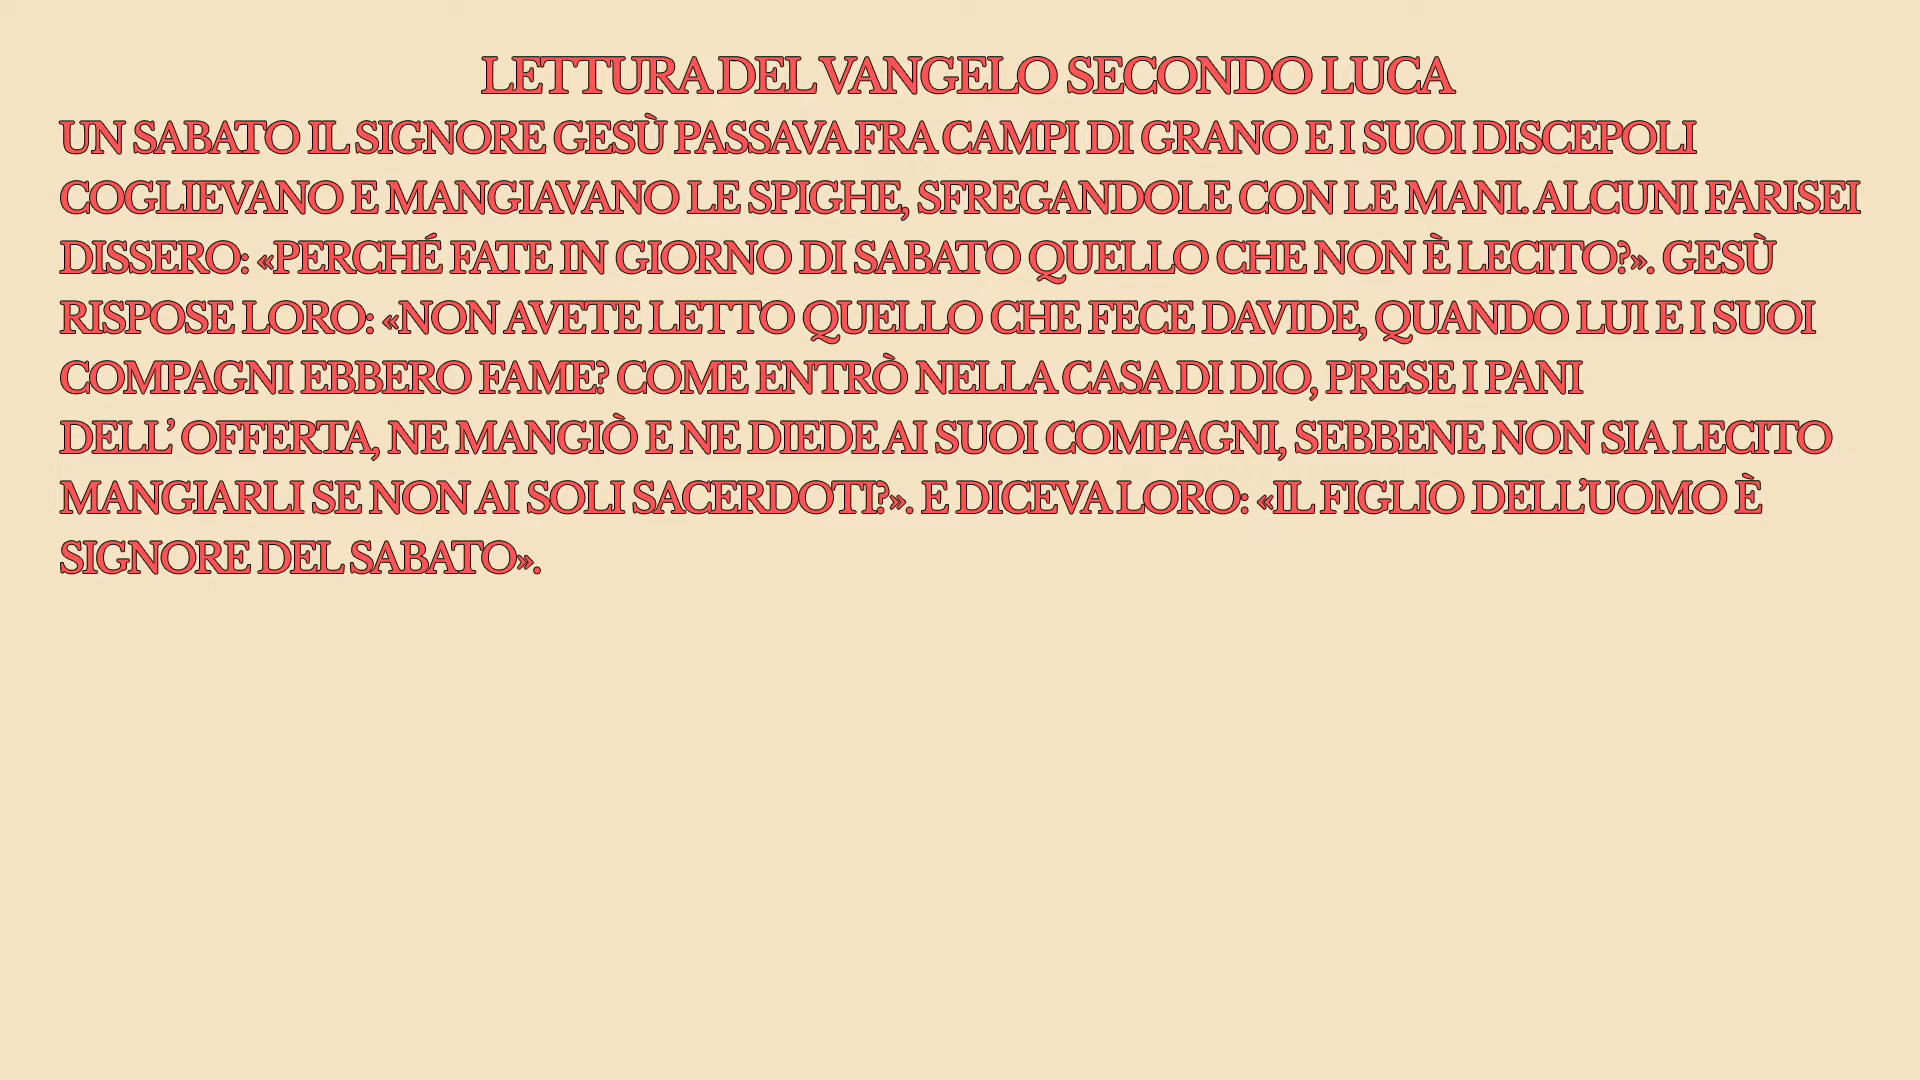 LETTURA DEL VANGELO SECONDO LUCA
UN SABATO IL SIGNORE GESÙ PASSAVA FRA CAMPI DI GRANO E I SUOI DISCEPOLI
COGLIEVANO E MANGIAVANO LE SPIGHE, SFREGANDOLE CON LE MANI. ALCUNI FARISEI
DISSERO: «PERCHÉ FATE IN GIORNO DI SABATO QUELLO CHE NON È LECITO?». GESÙ
RISPOSE LORO: «NON AVETE LETTO QUELLO CHE FECE DAVIDE, QUANDO LUI E I SUOI
COMPAGNI EBBERO FAME? COME ENTRÒ NELLA CASA DI DIO, PRESE I PANI
DELL’ OFFERTA, NE MANGIÒ E NE DIEDE AI SUOI COMPAGNI, SEBBENE NON SIA LECITO
MANGIARLI SE NON AI SOLI SACERDOTI?». E DICEVA LORO: «IL FIGLIO DELL’UOMO È
SIGNORE DEL SABATO».